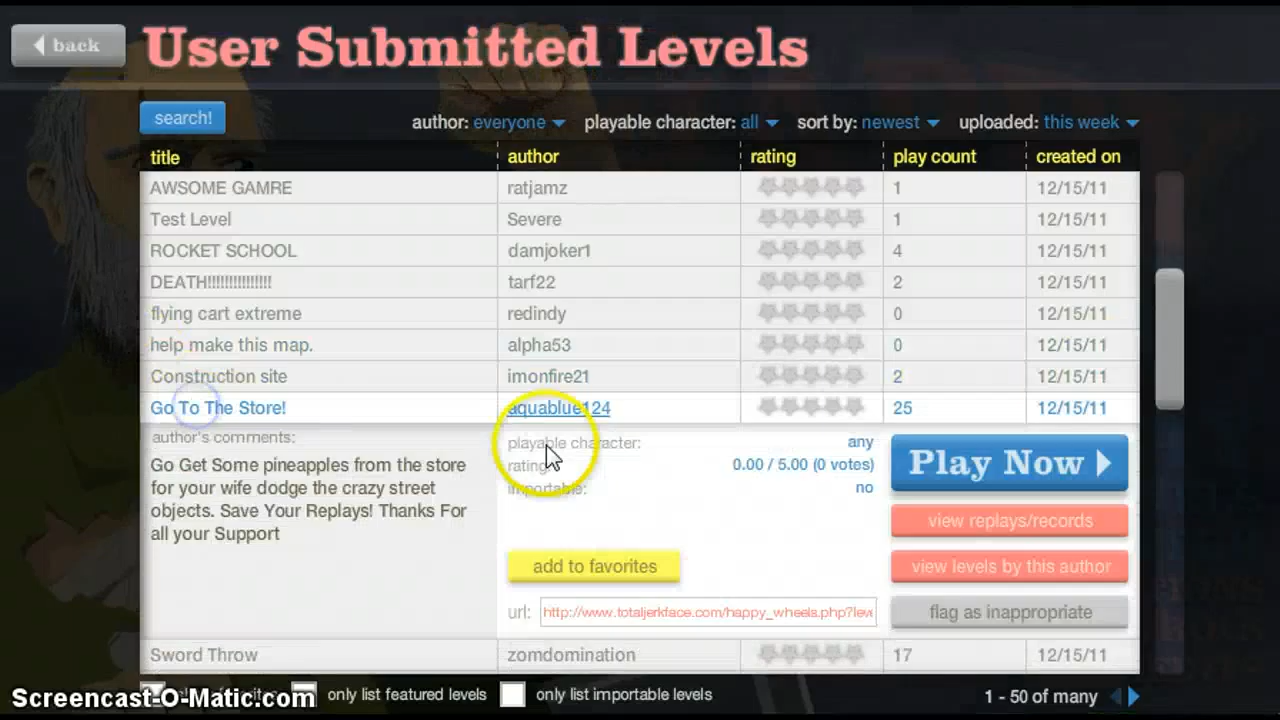 back
User Submitted Levels
search!
author: everyone playable character: all sort by: newest uploaded: this week
title author rating play count created on
AWSOME GAMRE ratjamz 1 12/15/11
Test Level Severe 1 12/15/11
ROCKET SCHOOL damjoker1 4 12/15/11
DEATH!!!!!!!!!!!!!!! tarf22 2 12/15/11
flying cart extreme redindy 0 12/15/11
help make this map. alpha53 0 12/15/11
Construction site imonfire21 2 12/15/11
Go To The Store! aquablue124 25 12/15/11
author's comments:
Go Get Some pineapples from the store
for your wife dodge the crazy street
objects. Save Your Replays! Thanks For
all your Support
playable character: any
rating: 0.00 / 5.00 (0 votes)
importable: no
add to favorites
url: http://www.totaljerkface.com/happy_wheels.php?leve
Play Now
view replays/records
view levels by this author
flag as inappropriate
Sword Throw zomdomination 17 12/15/11
only list featured levels only list importable levels 1 - 50 of many
Screencast-O-Matic.com